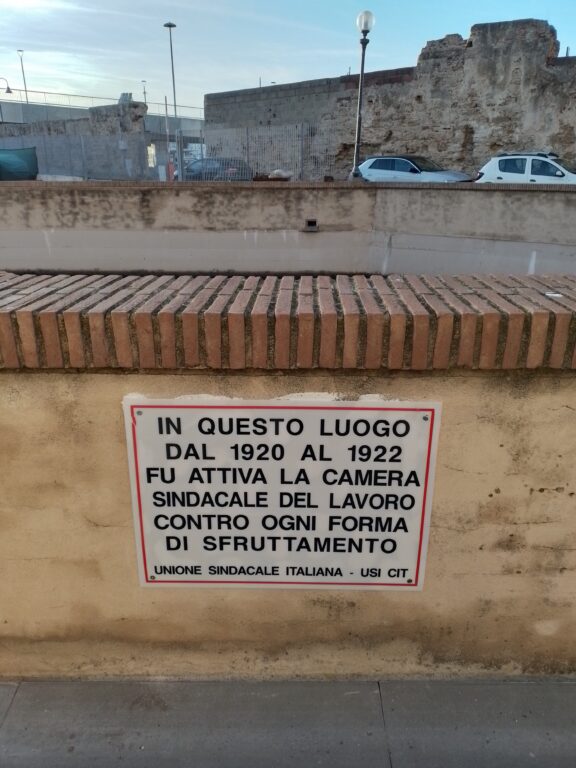 IN QUESTO LUOGO
DAL 1920 AL 1922
FU ATTIVA LA CAMERA
SINDACALE DEL LAVORO
CONTRO OGNI FORMA
DI SFRUTTAMENTO
UNIONE SINDACALE ITALIANA - USI CIT